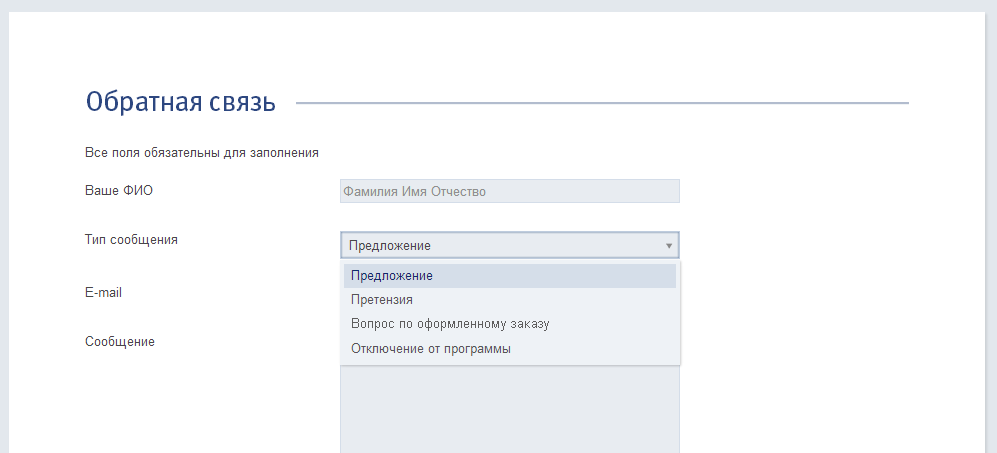 Обратная связь
Все поля обязательны для заполнения
Ваше ФИО
Фамилия Имя Отчество
Тип сообщения
Предложение
Предложение
Претензия
Вопрос по оформленному заказу
Отключение от программы
E-mail
Сообщение